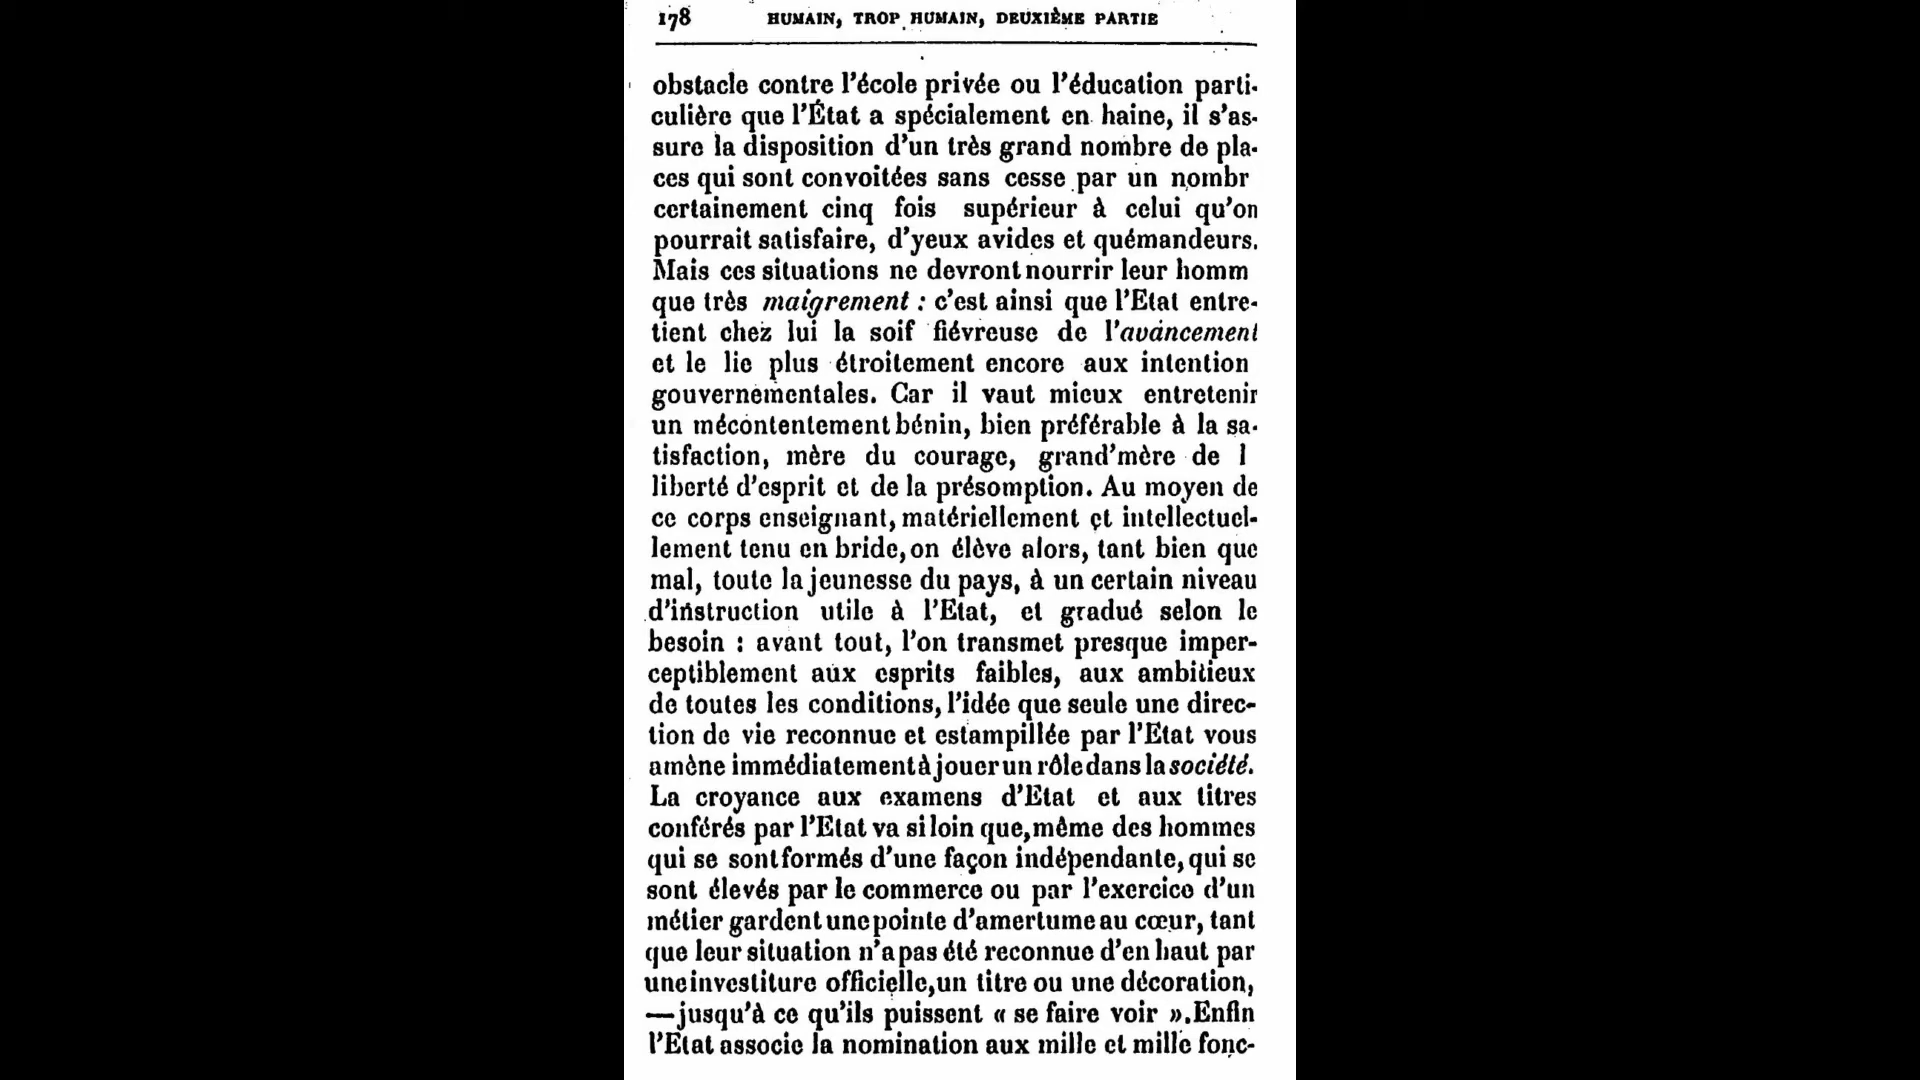 178 HUMAIN, TROP HUMAIN, DEUXIÈME PARTIE
obstacle contre l'école privée ou l'éducation parti-
culière que l'État a spécialement en haine, il s'as-
sure la disposition d'un très grand nombre de pla-
ces qui sont convoitées sans cesse par un nombr
certainement cinq fois supérieur à celui qu'on
pourrait satisfaire, d'yeux avides et quémandeurs.
Mais ces situations ne devront nourrir leur homm
que très maigrement : c'est ainsi que l'Etat entre-
tient chez lui la soif fiévreuse de l'avancement
et le lie plus étroitement encore aux intention
gouvernementales. Car il vaut mieux entretenir
un mécontentement bénin, bien préférable à la sa-
tisfaction, mère du courage, grand'mère de l
liberté d'esprit et de la présomption. Au moyen de
ce corps enseignant, matériellement et intellectuel-
lement tenu en bride, on élève alors, tant bien que
mal, toute la jeunesse du pays, à un certain niveau
d'instruction utile à l'Etat, et gradué selon le
besoin : avant tout, l'on transmet presque imper-
ceptiblement aux esprits faibles, aux ambitieux
de toutes les conditions, l'idée que seule une direc-
tion de vie reconnue et estampillée par l'Etat vous
amène immédiatement à jouer un rôle dans la société.
La croyance aux examens d'Etat et aux titres
conférés par l'Etat va si loin que, même des hommes
qui se sont formés d'une façon indépendante, qui se
sont élevés par le commerce ou par l'exercice d'un
métier gardent une pointe d'amertume au cœur, tant
que leur situation n'a pas été reconnue d'en haut par
une investiture officielle, un titre ou une décoration,
—jusqu'à ce qu'ils puissent « se faire voir ». Enfin
l'Etat associe la nomination aux mille et mille fonc-